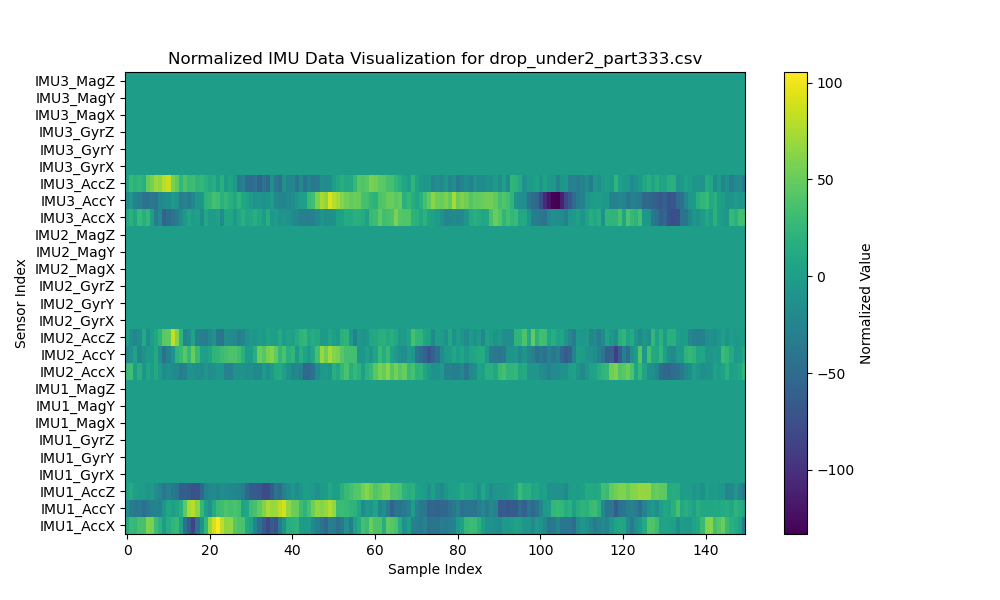 Normalized IMU Data Visualization for drop_under2_part333.csv
IMU3_MagZ
IMU3_MagY
IMU3_MagX
IMU3_GyrZ
IMU3_GyrY
IMU3_GyrX
IMU3_AccZ
IMU3_AccY
IMU3_AccX
IMU2_MagZ
IMU2_MagY
IMU2_MagX
IMU2_GyrZ
IMU2_GyrY
IMU2_GyrX
IMU2_AccZ
IMU2_AccY
IMU2_AccX
IMU1_MagZ
IMU1_MagY
IMU1_MagX
IMU1_GyrZ
IMU1_GyrY
IMU1_GyrX
IMU1_AccZ
IMU1_AccY
IMU1_AccX
Sensor Index
0 20 40 60 80 100 120 140
Sample Index
100
50
0
−50
−100
Normalized Value